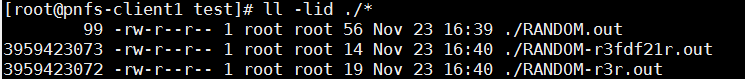 [root@pnfs-client1 test]# ll -lid ./*
99 -rw-r--r-- 1 root root 56 Nov 23 16:39 ./RANDOM.out
3959423073 -rw-r--r-- 1 root root 14 Nov 23 16:40 ./RANDOM-r3fdf21r.out
3959423072 -rw-r--r-- 1 root root 19 Nov 23 16:40 ./RANDOM-r3r.out